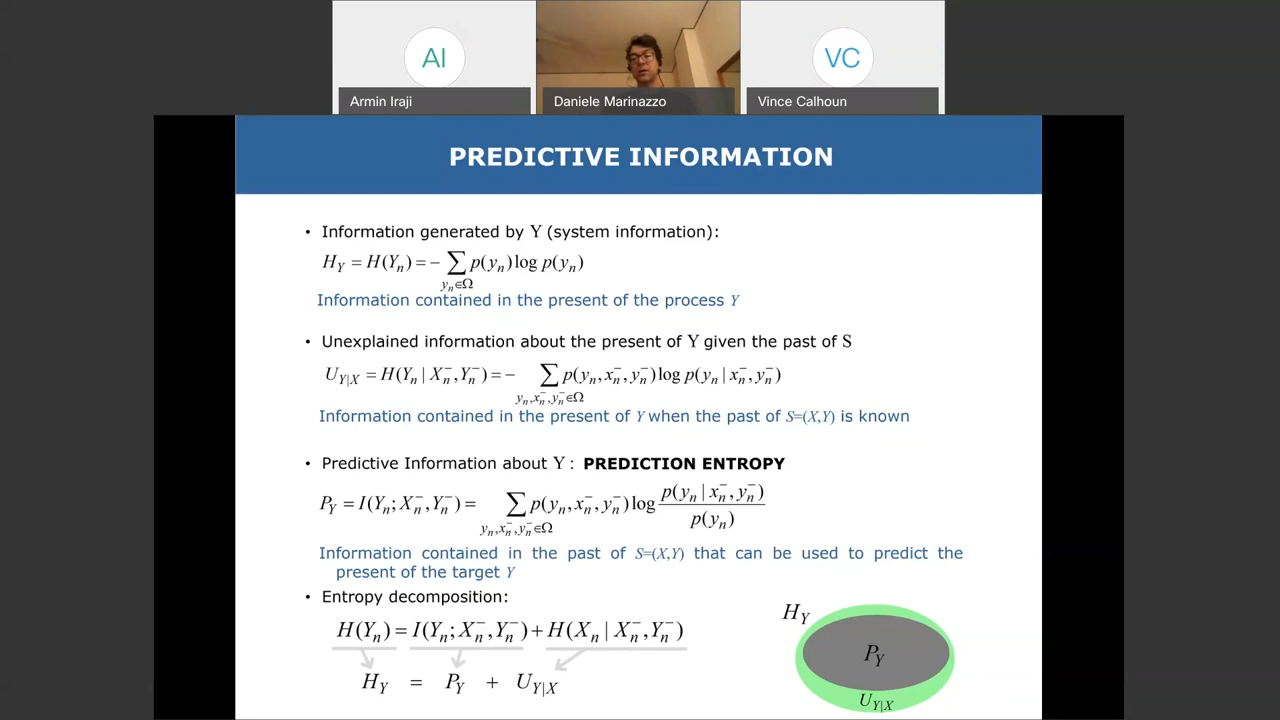 AI
VC
Armin Iraji
Daniele Marinazzo
Vince Calhoun
PREDICTIVE INFORMATION
• Information generated by Y (system information):
H_Y = H(Y_n) = − ∑_{y_n∈Ω} p(y_n) log p(y_n)
Information contained in the present of the process Y
• Unexplained information about the present of Y given the past of S
U_{Y|X} = H(Y_n | X_n^−, Y_n^−) = − ∑_{y_n,x_n^−,y_n^−∈Ω} p(y_n, x_n^−, y_n^−) log p(y_n | x_n^−, y_n^−)
Information contained in the present of Y when the past of S=(X,Y) is known
• Predictive Information about Y : PREDICTION ENTROPY
P_Y = I(Y_n; X_n^−, Y_n^−) = ∑_{y_n,x_n^−,y_n^−∈Ω} p(y_n, x_n^−, y_n^−) log p(y_n | x_n^−, y_n^−) / p(y_n)
Information contained in the past of S=(X,Y) that can be used to predict the
present of the target Y
• Entropy decomposition:
H(Y_n) = I(Y_n; X_n^−, Y_n^−) + H(X_n | X_n^−, Y_n^−)
H_Y = P_Y + U_{Y|X}
H_Y
P_Y
U_{Y|X}